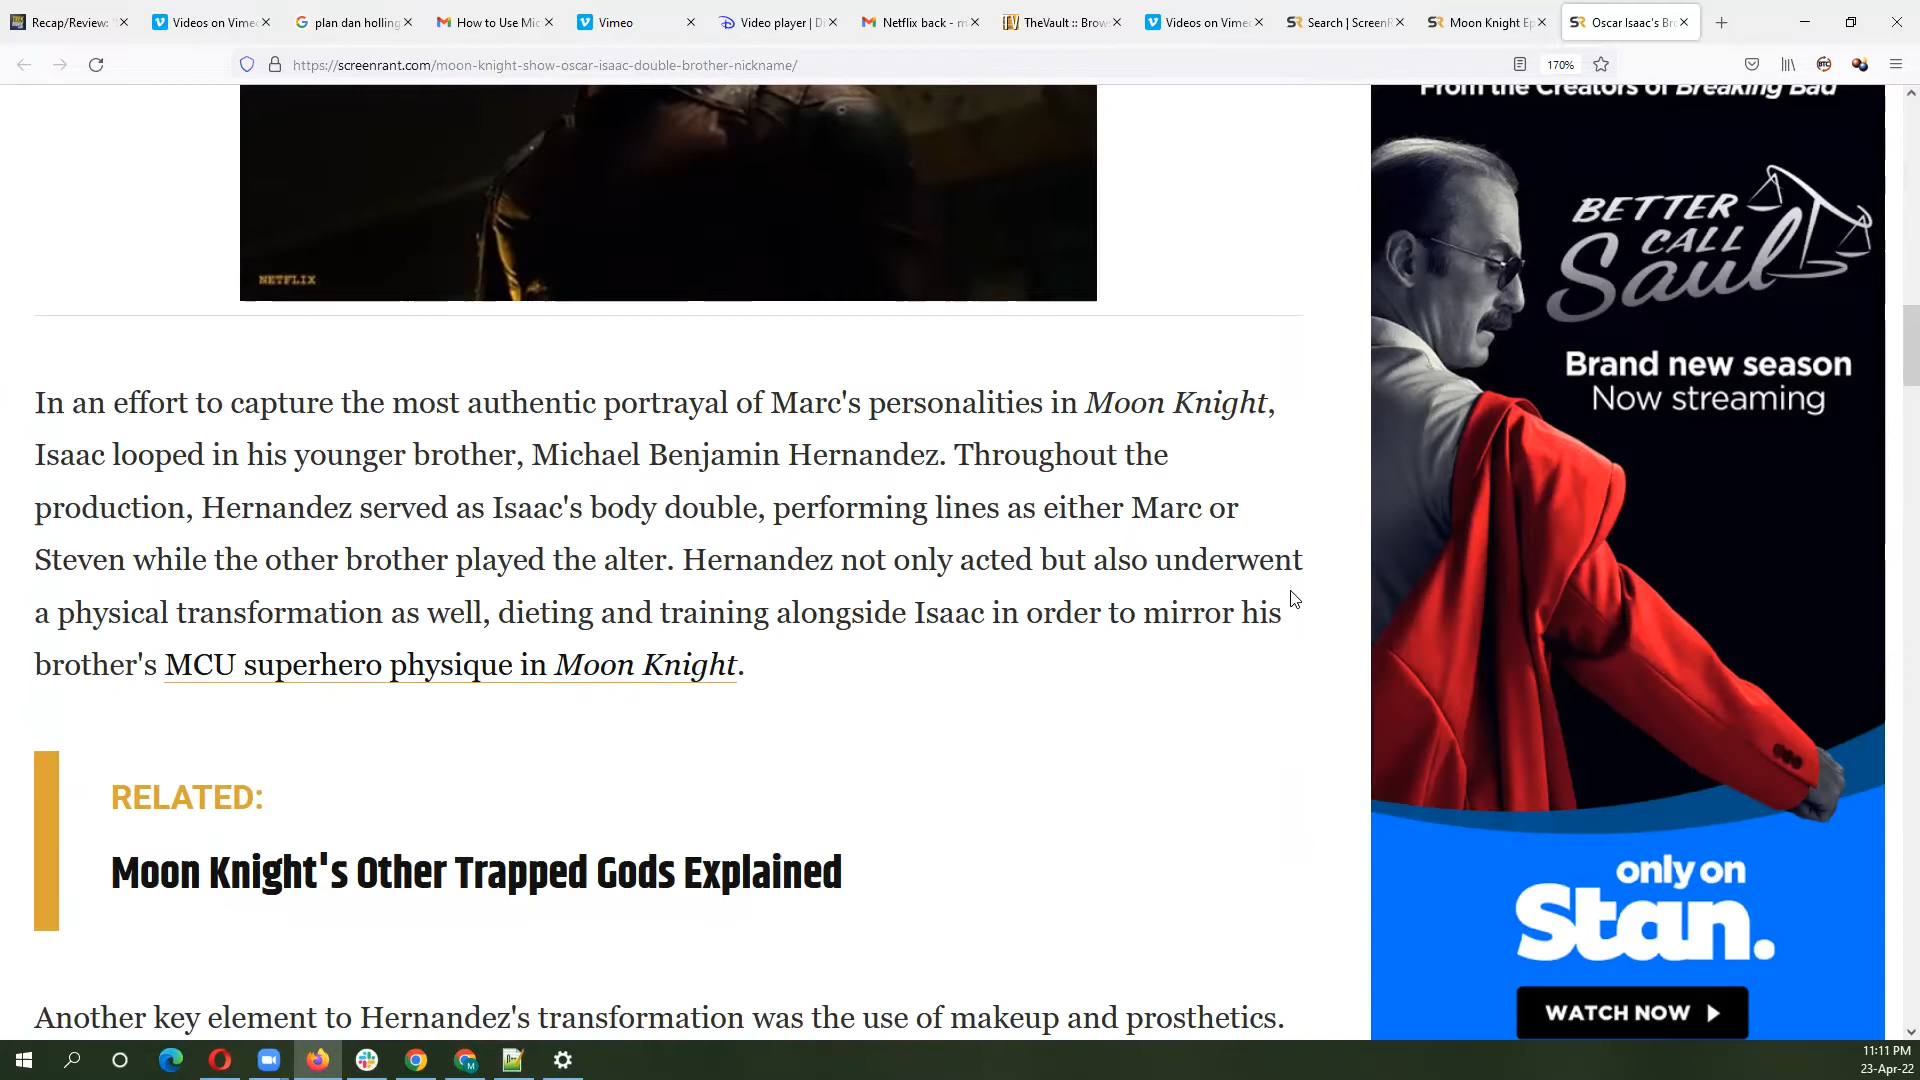 Recap/Review: "
Videos on Vime
plan dan holling
How to Use Mic
Vimeo
Video player | Di
Netflix back - m
TheVault :: Brow
Videos on Vime
Search | ScreenR
Moon Knight Ep
Oscar Isaac's Bro
https://screenrant.com/moon-knight-show-oscar-isaac-double-brother-nickname/
170%
NETFLIX
In an effort to capture the most authentic portrayal of Marc's personalities in Moon Knight,
Isaac looped in his younger brother, Michael Benjamin Hernandez. Throughout the
production, Hernandez served as Isaac's body double, performing lines as either Marc or
Steven while the other brother played the alter. Hernandez not only acted but also underwent
a physical transformation as well, dieting and training alongside Isaac in order to mirror his
brother's MCU superhero physique in Moon Knight.
RELATED:
Moon Knight's Other Trapped Gods Explained
Another key element to Hernandez's transformation was the use of makeup and prosthetics.
From the Creators of Breaking Bad
BETTER
CALL
Saul
Brand new season
Now streaming
only on
Stan.
WATCH NOW
11:11 PM
23-Apr-22